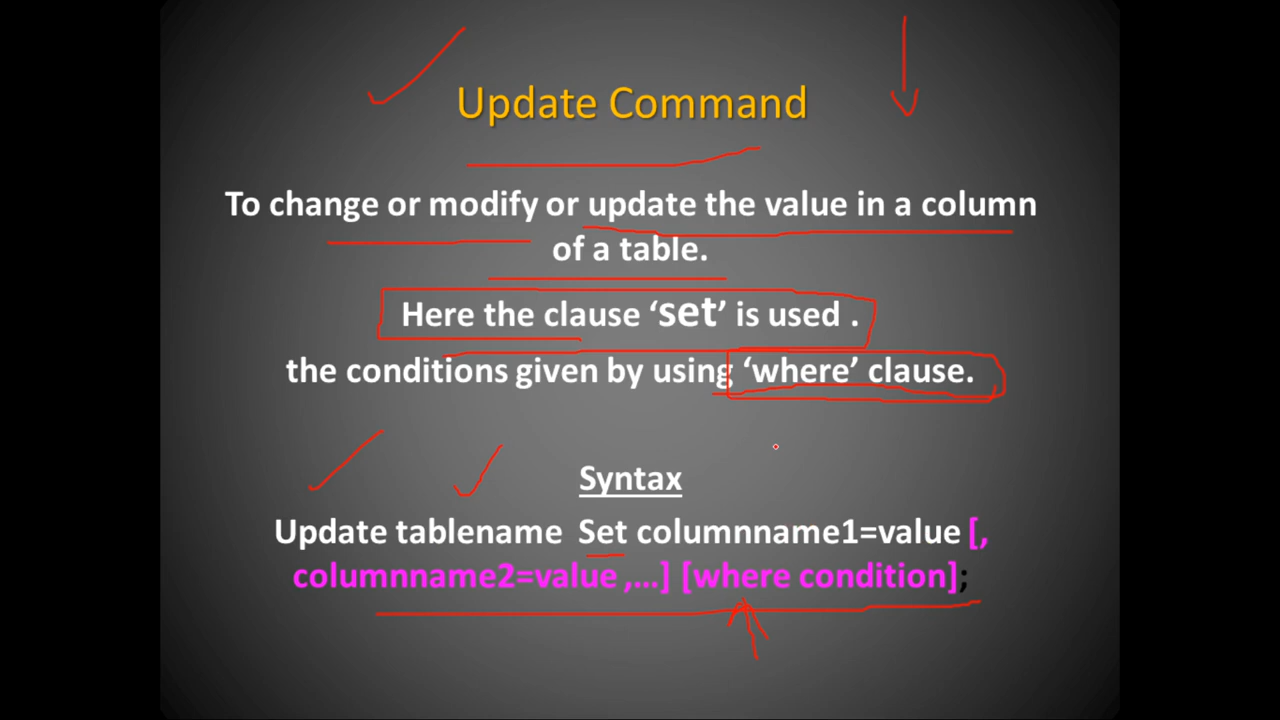 Update Command
To change or modify or update the value in a column
of a table.
Here the clause ‘set’ is used .
the conditions given by using ‘where’ clause.
Syntax
Update tablename  Set columnname1=value [,
columnname2=value ,...] [where condition];